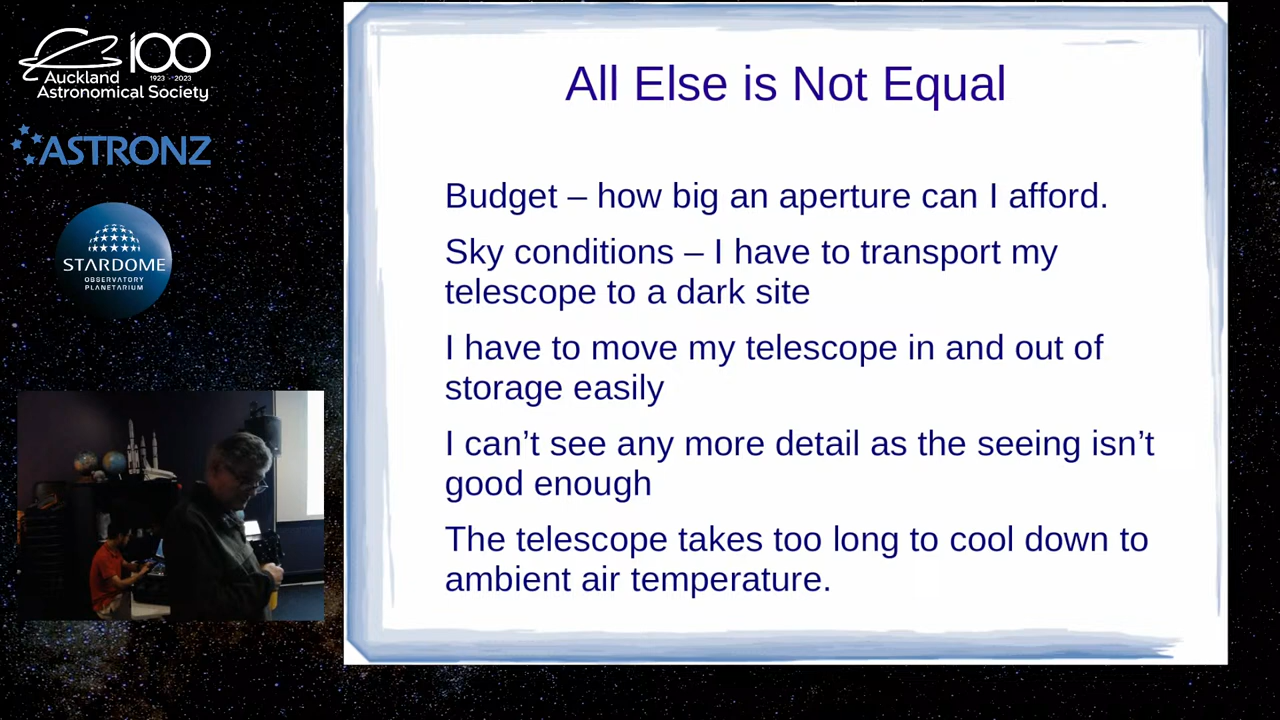 100
1923 - 2023
Auckland
Astronomical Society
ASTRONZ
STARDOME
OBSERVATORY
PLANETARIUM
All Else is Not Equal
Budget – how big an aperture can I afford.
Sky conditions – I have to transport my
telescope to a dark site
I have to move my telescope in and out of
storage easily
I can’t see any more detail as the seeing isn’t
good enough
The telescope takes too long to cool down to
ambient air temperature.